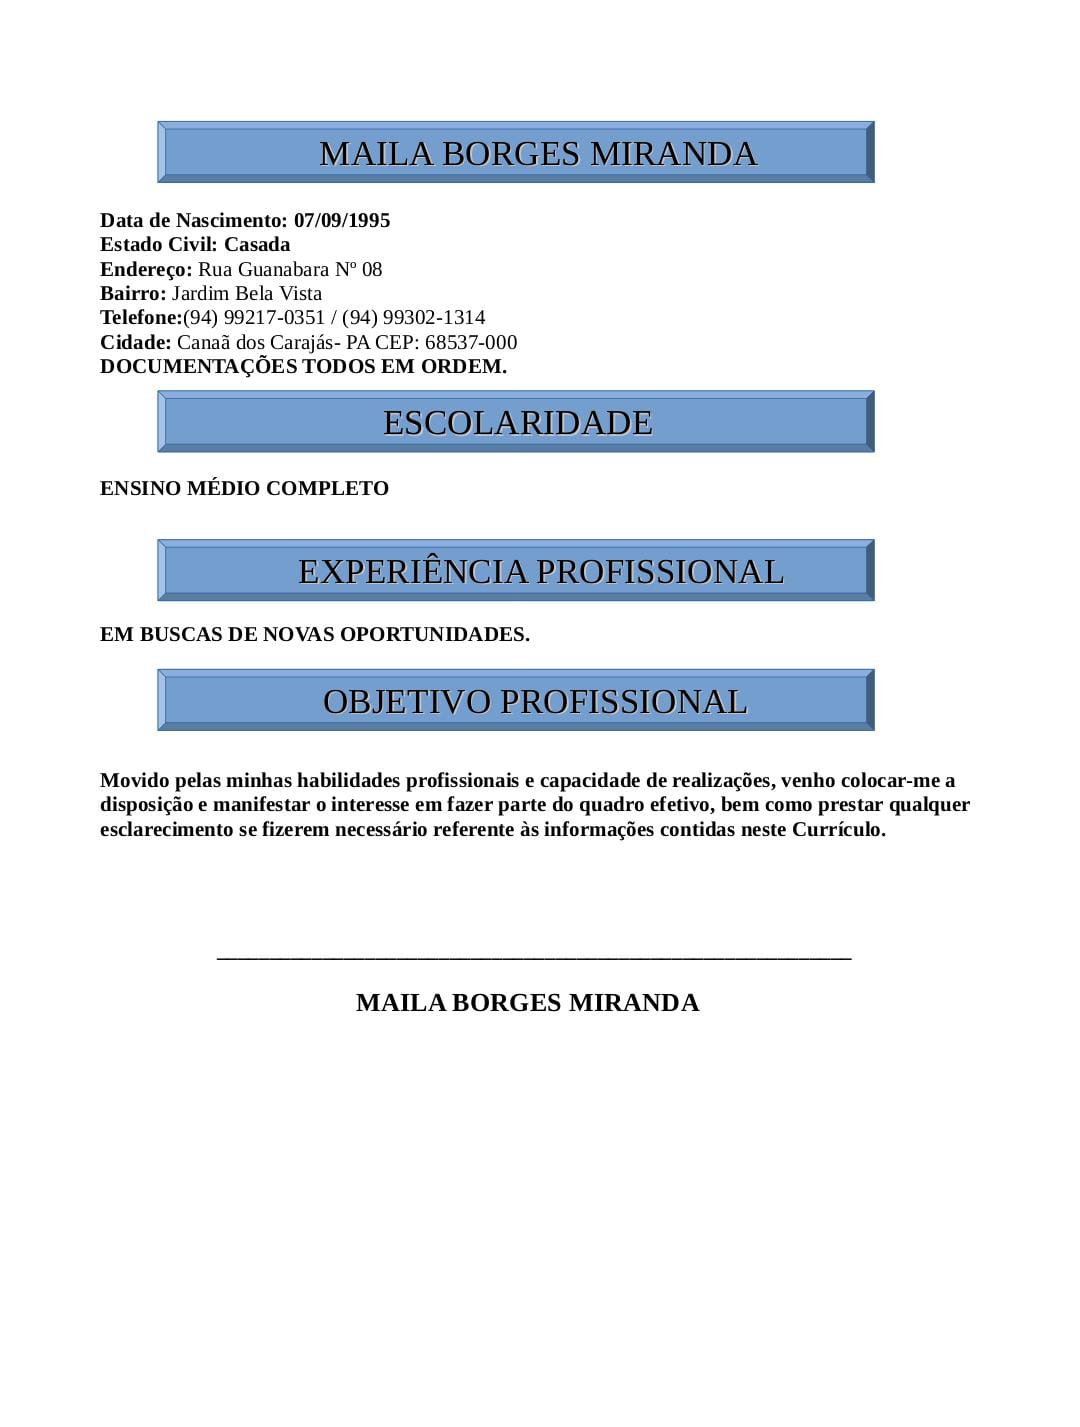 MAILA BORGES MIRANDA
Data de Nascimento: 07/09/1995
Estado Civil: Casada
Endereço: Rua Guanabara Nº 08
Bairro: Jardim Bela Vista
Telefone:(94) 99217-0351 / (94) 99302-1314
Cidade: Canaã dos Carajás- PA CEP: 68537-000
DOCUMENTAÇÕES TODOS EM ORDEM.
ESCOLARIDADE
ENSINO MÉDIO COMPLETO
EXPERIÊNCIA PROFISSIONAL
EM BUSCAS DE NOVAS OPORTUNIDADES.
OBJETIVO PROFISSIONAL
Movido pelas minhas habilidades profissionais e capacidade de realizações, venho colocar-me a
disposição e manifestar o interesse em fazer parte do quadro efetivo, bem como prestar qualquer
esclarecimento se fizerem necessário referente às informações contidas neste Currículo.
MAILA BORGES MIRANDA